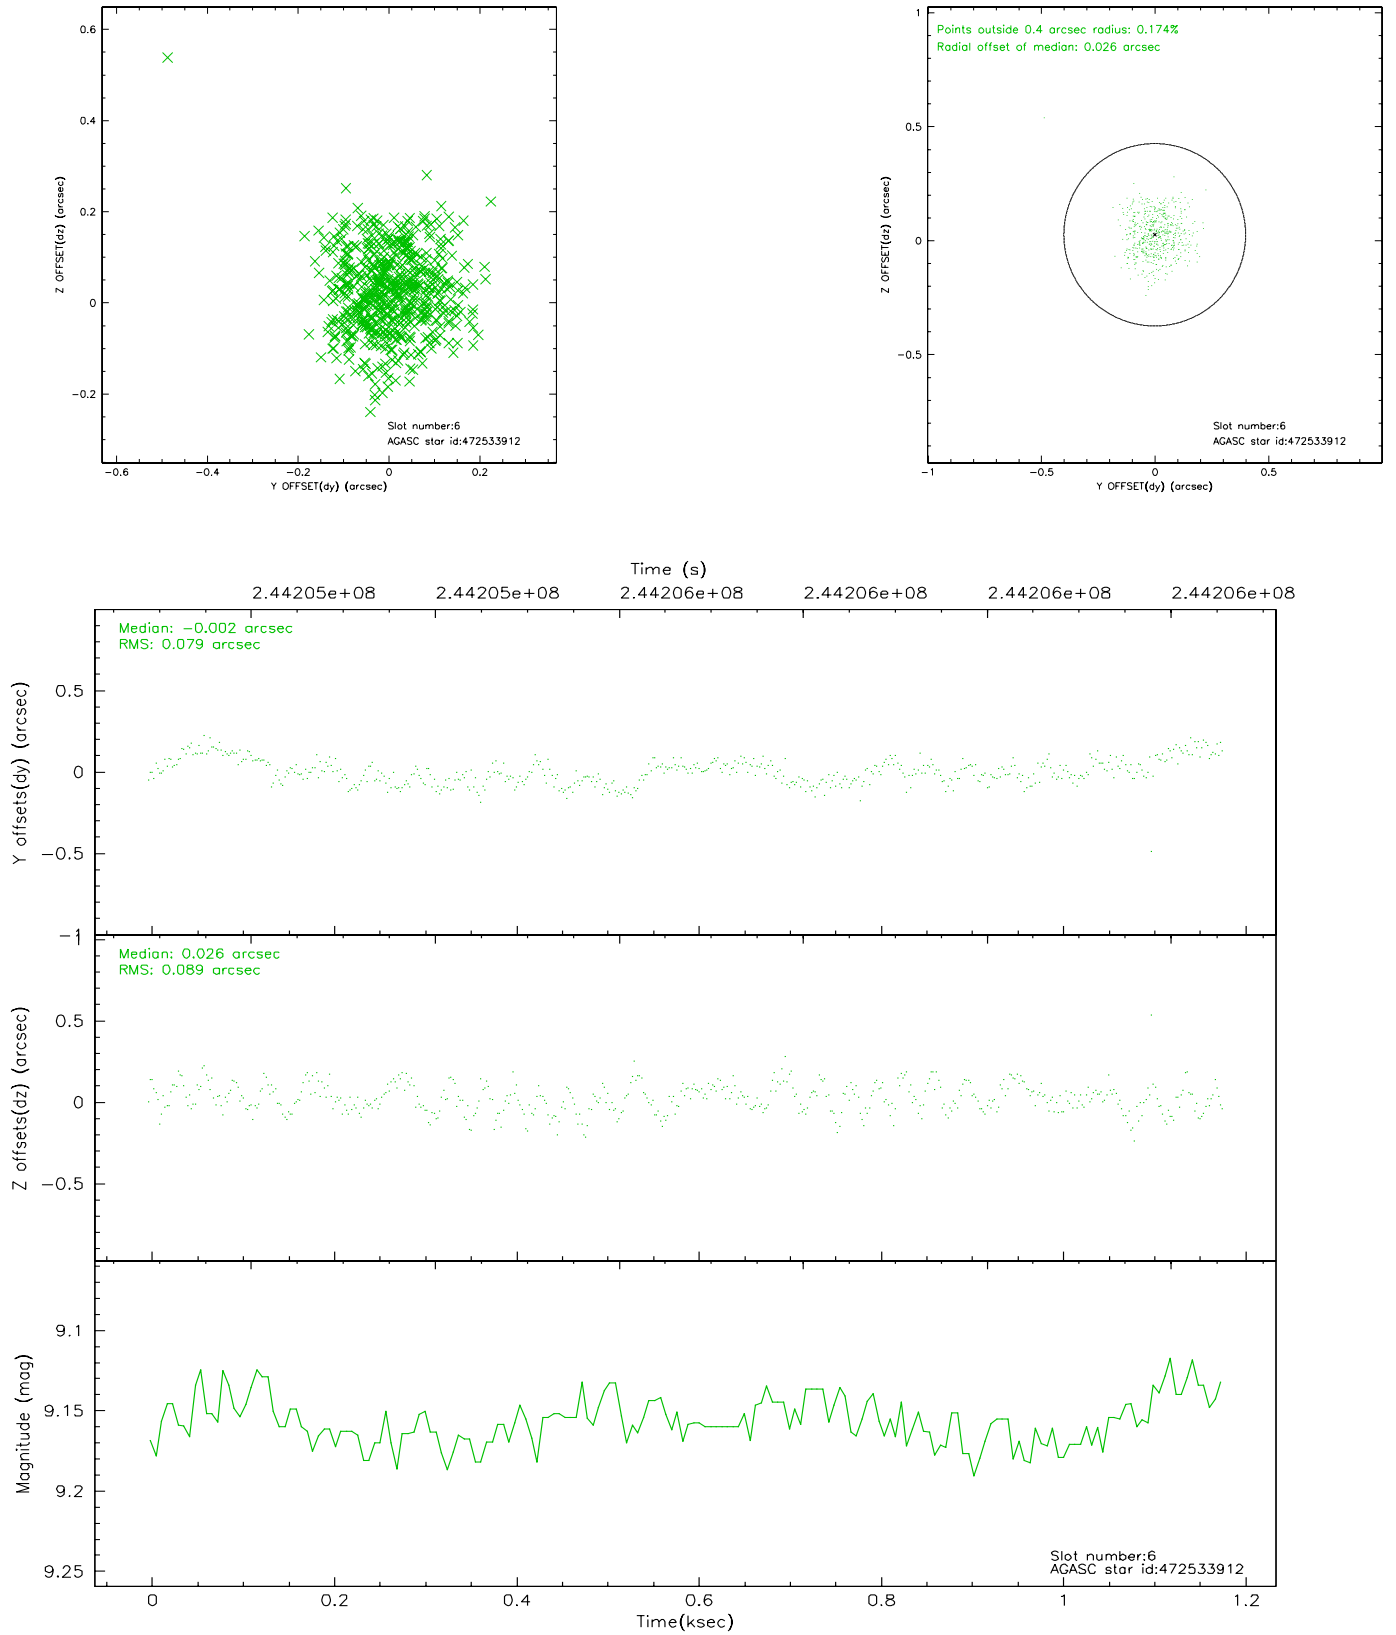 0.6
0.4
0.2
0
−0.2
Z OFFSET(dz) (arcsec)
Slot number:6
AGASC star id:472533912
−0.6 −0.4 −0.2 0 0.2
Y OFFSET(dy) (arcsec)
Points outside 0.4 arcsec radius: 0.174%
Radial offset of median: 0.026 arcsec
1
0.5
0
−0.5
Z OFFSET(dz) (arcsec)
Slot number:6
AGASC star id:472533912
−1 −0.5 0 0.5
Y OFFSET(dy) (arcsec)
Time (s)
2.44205e+08 2.44205e+08 2.44206e+08 2.44206e+08 2.44206e+08 2.44206e+08
Median: −0.002 arcsec
RMS: 0.079 arcsec
0.5
0
−0.5
−1
Y offsets(dy) (arcsec)
Median: 0.026 arcsec
RMS: 0.089 arcsec
1
0.5
0
−0.5
Z offsets(dz) (arcsec)
9.1
9.15
9.2
9.25
Magnitude (mag)
Slot number:6
AGASC star id:472533912
0 0.2 0.4 0.6 0.8 1 1.2
Time(ksec)